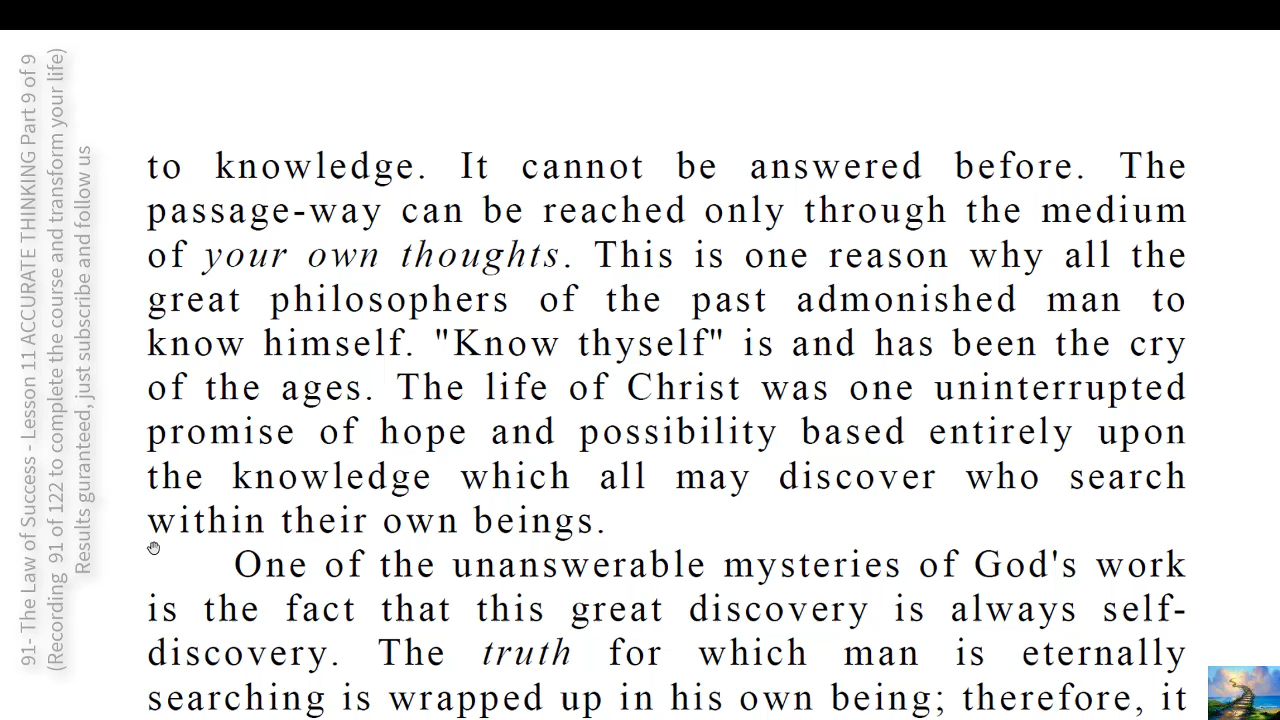 91- The Law of Success - Lesson 11 ACCURATE THINKING Part 9 of 9
(Recording 91 of 122 to complete the course and transform your life)
Results guranteed, just subscribe and follow us
to knowledge. It cannot be answered before. The
passage-way can be reached only through the medium
of your own thoughts. This is one reason why all the
great philosophers of the past admonished man to
know himself. "Know thyself" is and has been the cry
of the ages. The life of Christ was one uninterrupted
promise of hope and possibility based entirely upon
the knowledge which all may discover who search
within their own beings.
One of the unanswerable mysteries of God's work
is the fact that this great discovery is always self-
discovery. The truth for which man is eternally
searching is wrapped up in his own being; therefore, it